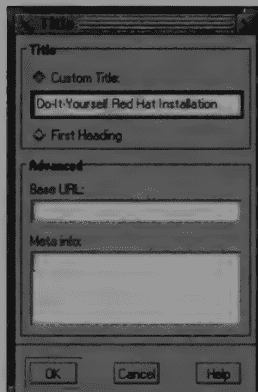 Title
Title
Custom Title:
Do-It-Yourself Red Hat Installation
First Heading
Advanced
Base URL:
Meta info:
OK
Cancel
Help